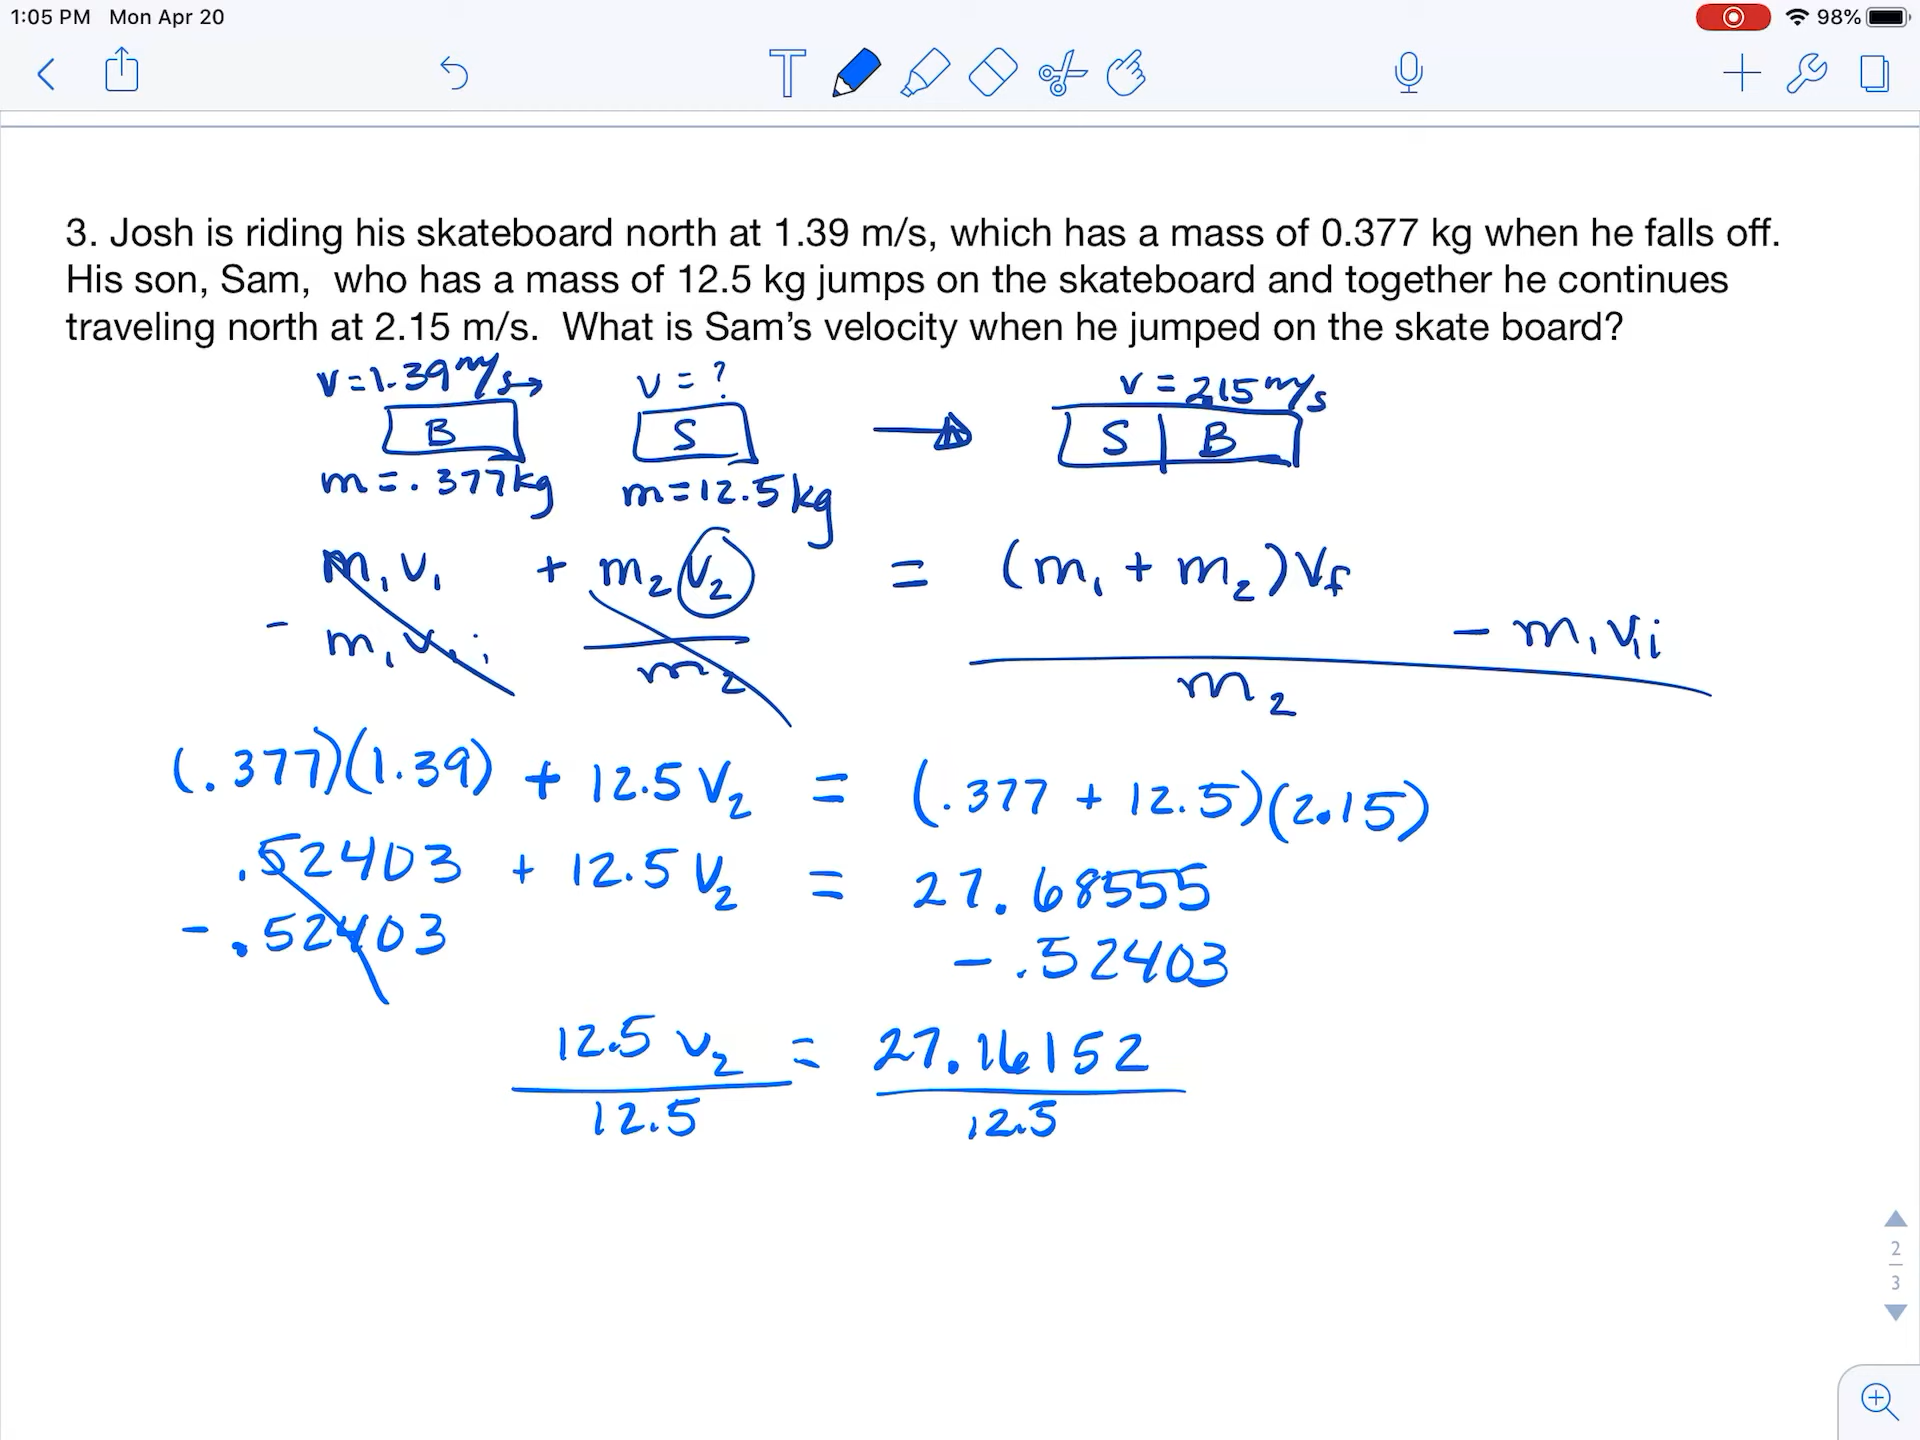 1:05 PM Mon Apr 20
98%
T
3. Josh is riding his skateboard north at 1.39 m/s, which has a mass of 0.377 kg when he falls off.
His son, Sam, who has a mass of 12.5 kg jumps on the skateboard and together he continues
traveling north at 2.15 m/s. What is Sam’s velocity when he jumped on the skate board?
v=1.39 m/s→ v = ? v = 2.15 m/s
B S → S | B
m=.377kg m=12.5kg
m₁v₁ + m₂v₂ = (m₁ + m₂)Vf
- m₁v₁i m₂ - m₁v₁i
m₂
(.377)(1.39) + 12.5 V₂ = (.377 + 12.5)(2.15)
.52403 + 12.5 V₂ = 27.68555
- .52403 - .52403
12.5 v₂ = 27.16152
12.5 12.5
2
3